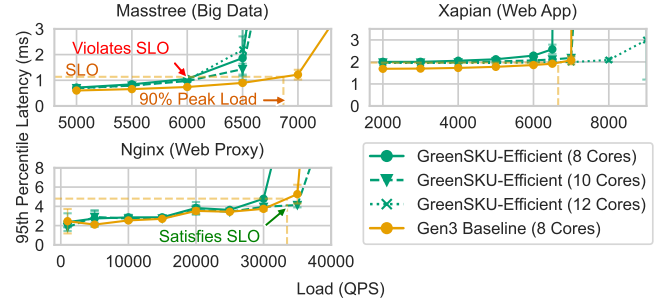 Masstree (Big Data)
Xapian (Web App)
95th Percentile Latency (ms)
3
2
1
0
Violates SLO
SLO
90% Peak Load
5000 5500 6000 6500 7000
3
2
1
0
2000 4000 6000 8000
Nginx (Web Proxy)
8
6
4
2
0
Satisfies SLO
0 10000 20000 30000 40000
GreenSKU-Efficient (8 Cores)
GreenSKU-Efficient (10 Cores)
GreenSKU-Efficient (12 Cores)
Gen3 Baseline (8 Cores)
Load (QPS)